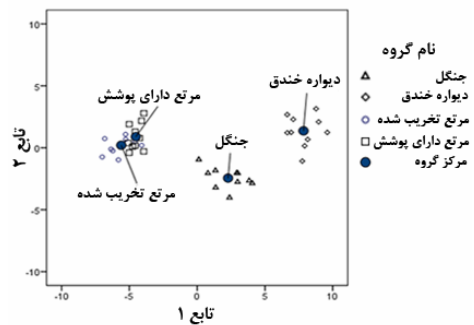 نام گروه
جنگل
دیواره خندق
مرتع تخریب شده
مرتع دارای پوشش
مرکز گروه
دیواره خندق
مرتع دارای پوشش
جنگل
مرتع تخریب شده
تابع ۲
10
5
0
-5
-10
-10
-5
0
5
10
تابع ۱